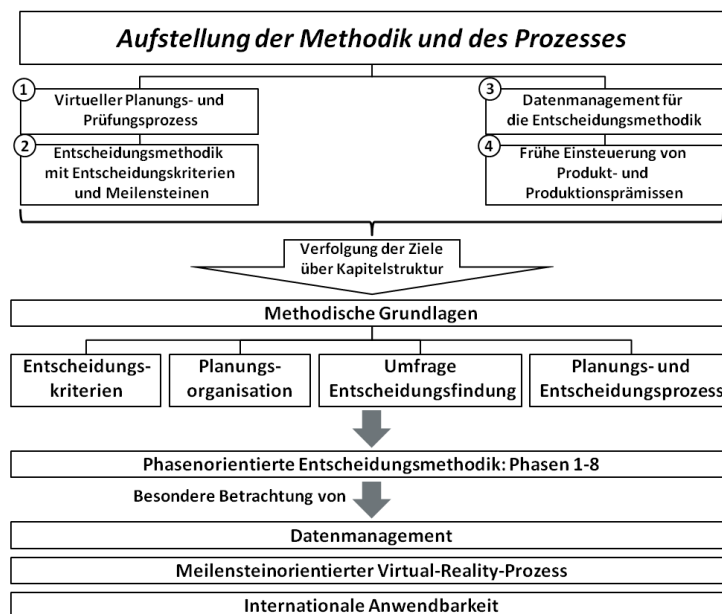 Aufstellung der Methodik und des Prozesses
1
Virtueller Planungs- und
Prüfungsprozess
2
Entscheidungsmethodik
mit Entscheidungskriterien
und Meilensteinen
3
Datenmanagement für
die Entscheidungsmethodik
4
Frühe Einsteuerung von
Produkt- und
Produktionsprämissen
Verfolgung der Ziele
über Kapitelstruktur
Methodische Grundlagen
Entscheidungs-
kriterien
Planungs-
organisation
Umfrage
Entscheidungsfindung
Planungs- und
Entscheidungsprozess
Phasenorientierte Entscheidungsmethodik: Phasen 1-8
Besondere Betrachtung von
Datenmanagement
Meilensteinorientierter Virtual-Reality-Prozess
Internationale Anwendbarkeit